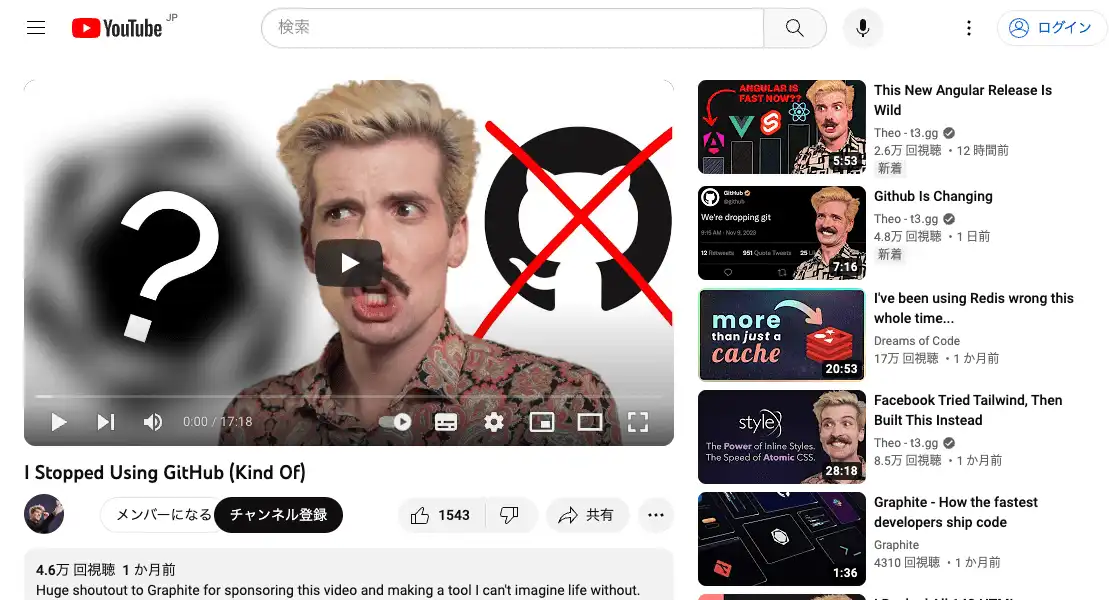 YouTube JP
検索
ログイン
?
0:00 / 17:18
I Stopped Using GitHub (Kind Of)
メンバーになる
チャンネル登録
1543
共有
4.6万 回視聴 1 か月前
Huge shoutout to Graphite for sponsoring this video and making a tool I can't imagine life without.
ANGULAR IS
FAST NOW??
5:53
This New Angular Release Is
Wild
Theo - t3.gg
2.6万 回視聴 ・12 時間前
新着
GitHub
@github
We're dropping git
9:15 AM · Nov 9, 2023
12 Retweets 951 Quote Tweets 25
7:16
Github Is Changing
Theo - t3.gg
4.8万 回視聴 ・1 日前
新着
more
than just a
cache
20:53
I've been using Redis wrong this
whole time...
Dreams of Code
17万 回視聴 ・1 か月前
style
The Power of Inline Styles.
The Speed of Atomic CSS.
28:18
Facebook Tried Tailwind, Then
Built This Instead
Theo - t3.gg
8.5万 回視聴 ・1 か月前
1:36
Graphite - How the fastest
developers ship code
Graphite
4310 回視聴 ・1 か月前